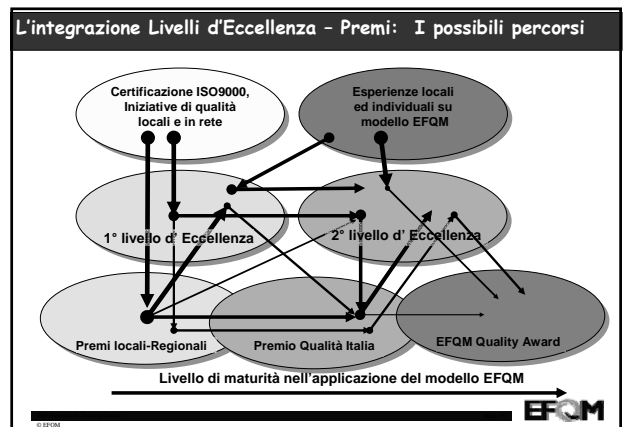 L'integrazione Livelli d'Eccellenza – Premi: I possibili percorsi
Certificazione ISO9000,
Iniziative di qualità
locali e in rete
Esperienze locali
ed individuali su
modello EFQM
1° livello d' Eccellenza
2° livello d' Eccellenza
Premi locali-Regionali
Premio Qualità Italia
EFQM Quality Award
Livello di maturità nell'applicazione del modello EFQM
EFQM
© EFQM